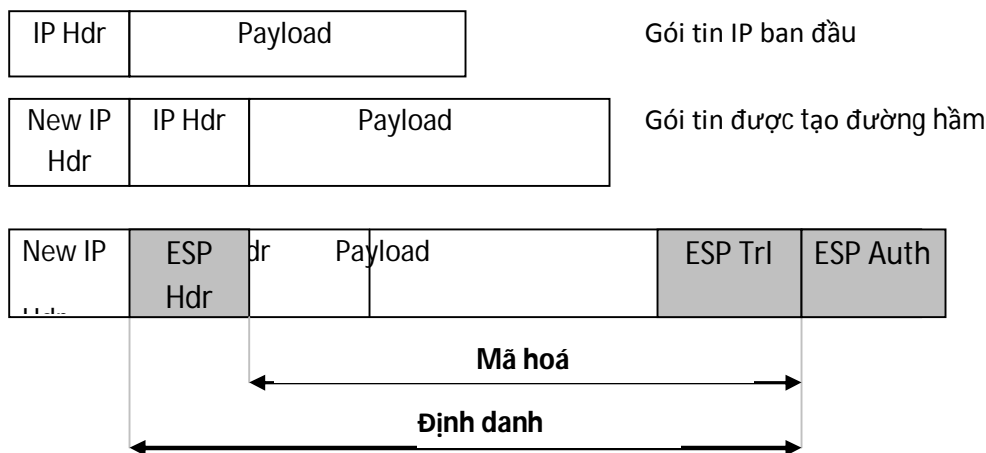 IP Hdr Payload Gói tin IP ban đầu
New IP IP Hdr Payload Gói tin được tạo đường hầm
Hdr
New IP ESP dr Payload ESP Trl ESP Auth
Hdr
Mã hoá
Định danh